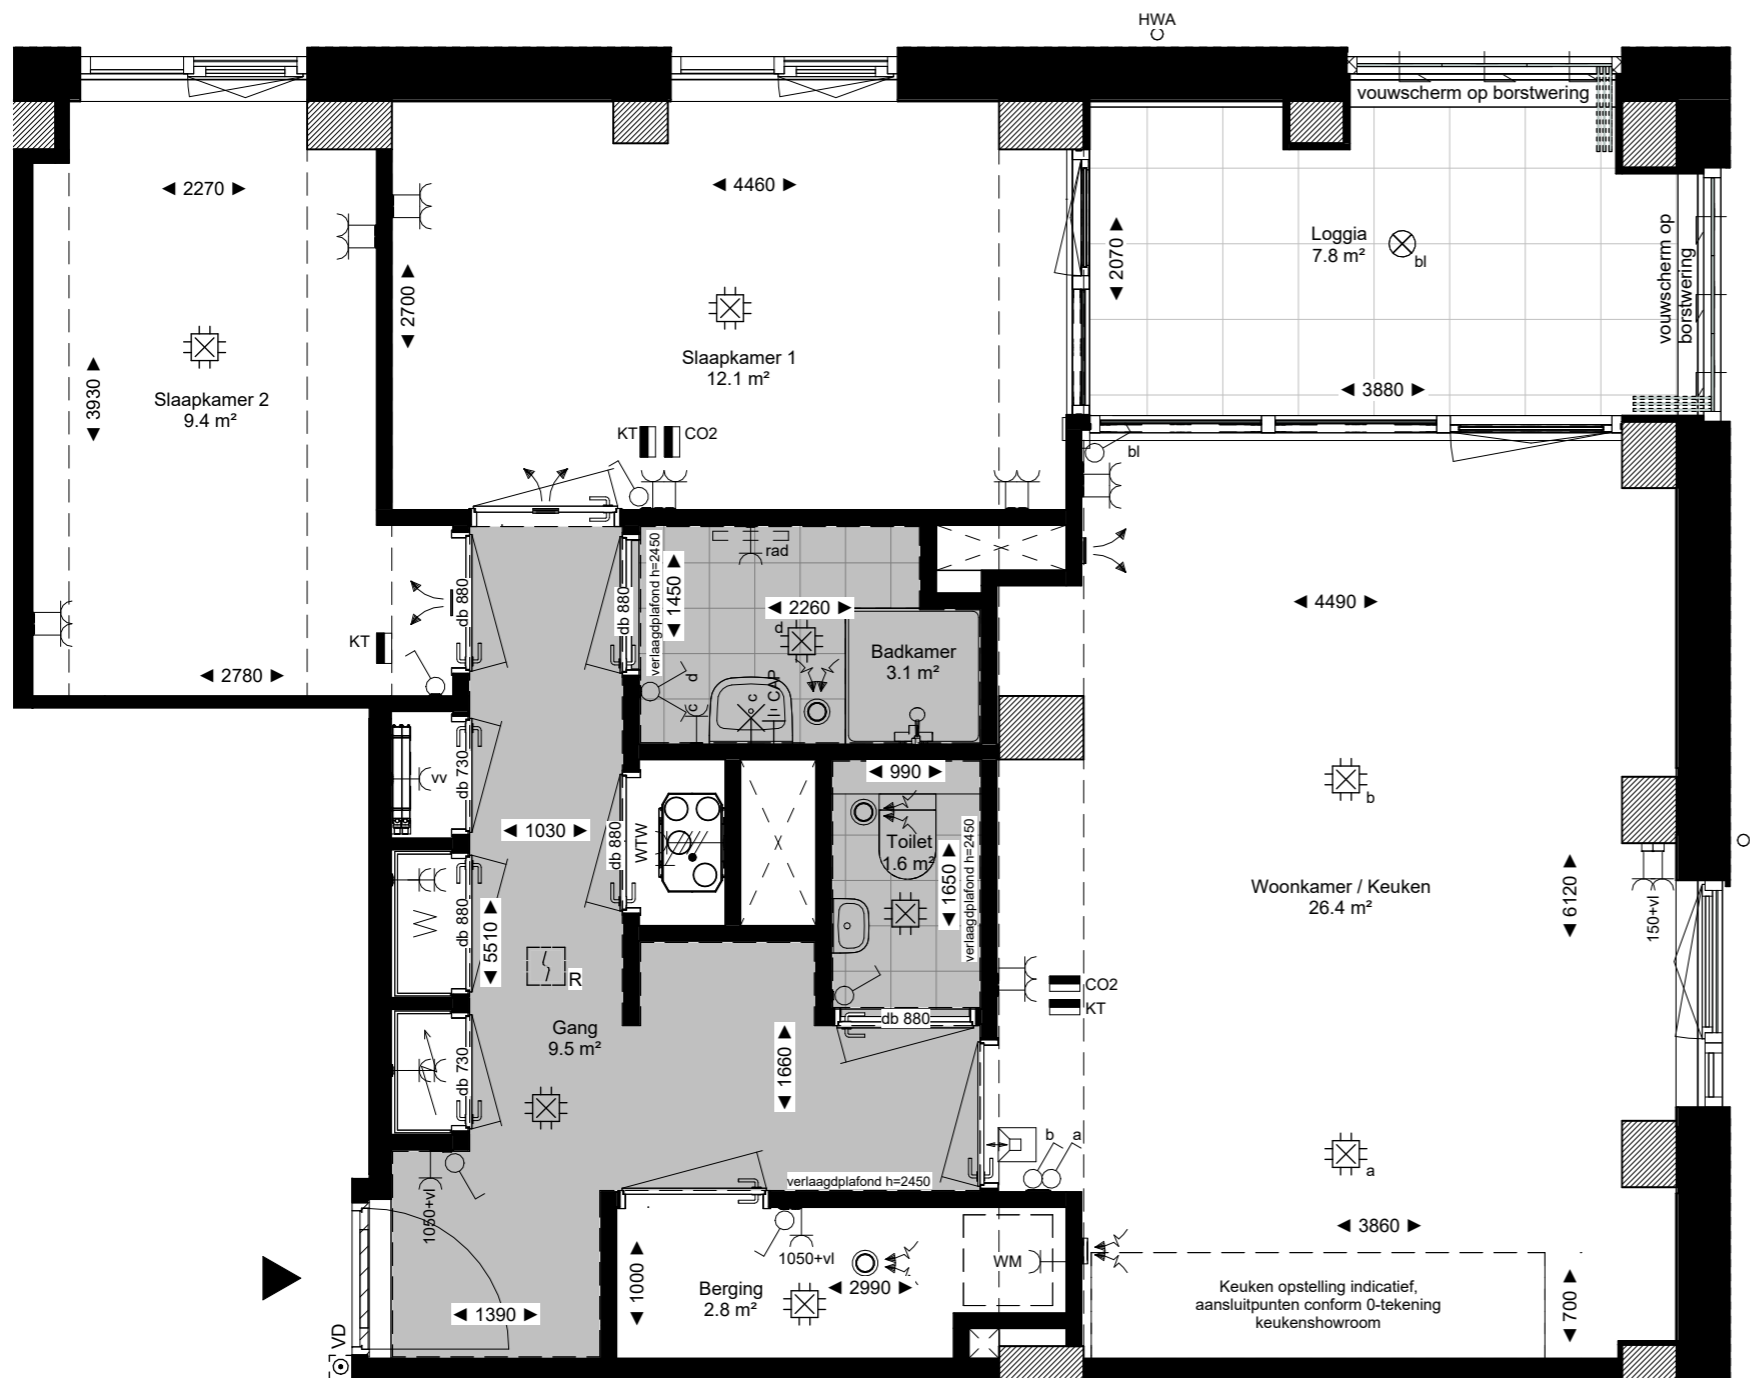 HWA
vouwscherm op borstwering
◄ 2270 ►
◄ 4460 ►
Loggia
7.8 m²
bl
vouwscherm op
borstwering
◄ 2070 ►
◄ 2700 ►
Slaapkamer 1
12.1 m²
◄ 3930 ►
Slaapkamer 2
9.4 m²
◄ 3880 ►
KT
CO2
bl
rad
verlaagdplafond h=2450
◄ 1450 ►
db 880
db 880
◄ 2260 ►
d
◄ 4490 ►
KT
Badkamer
3.1 m²
◄ 2780 ►
d
c
c
CAP
vv
db 730
◄ 990 ►
b
◄ 1030 ►
db 880
WTW
Toilet
1.6 m²
◄ 1650 ►
verlaagdplafond h=2450
Woonkamer / Keuken
26.4 m²
◄ 6120 ►
150+vl
W
db 880
◄ 5510 ►
R
CO2
KT
db 880
Gang
9.5 m²
◄ 1660 ►
db 730
b
a
a
verlaagdplafond h=2450
1050+vl
◄ 3860 ►
1050+vl
WM
◄ 1000 ►
Berging
2.8 m²
◄ 2990 ►
Keuken opstelling indicatief,
aansluitpunten conform 0-tekening
keukenshowroom
◄ 700 ►
◄ 1390 ►
VD